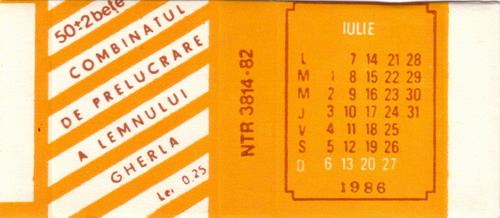 50±2bețe
COMBINATUL
DE PRELUCRARE
A LEMNULUI
GHERLA
Lei 0.25
NTR 3814-82
IULIE
L 7 14 21 28
M 1 8 15 22 29
M 2 9 16 23 30
J 3 10 17 24 31
V 4 11 18 25
S 5 12 19 26
D 6 13 20 27
1986